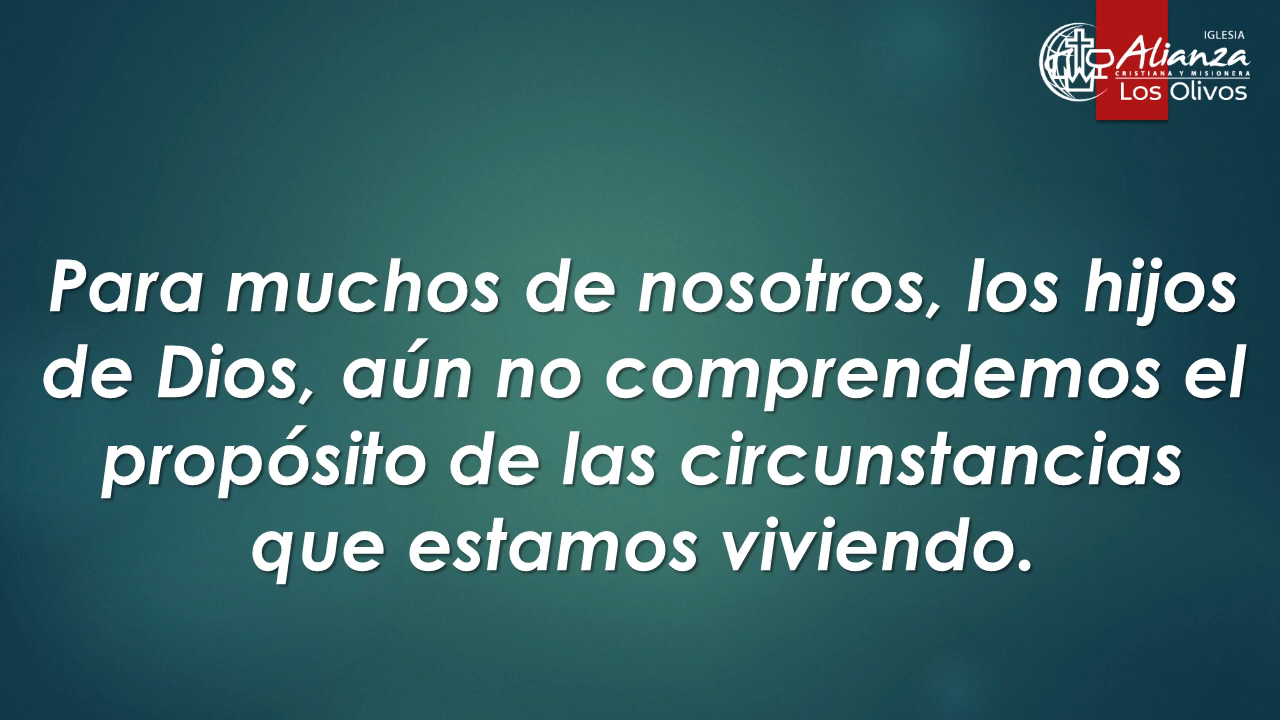 IGLESIA
Alianza
CRISTIANA Y MISIONERA
Los Olivos
Para muchos de nosotros, los hijos
de Dios, aún no comprendemos el
propósito de las circunstancias
que estamos viviendo.